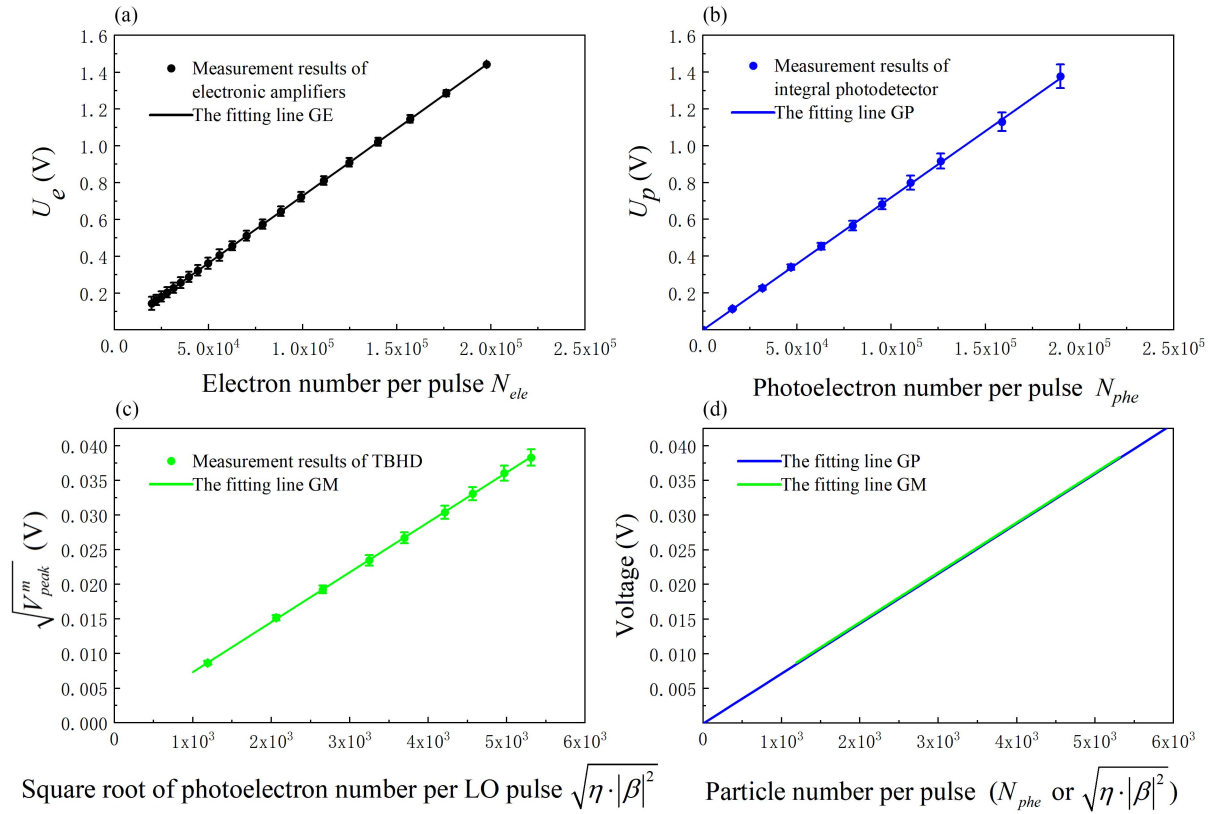 (a)
1.6
1.4
1.2
1.0
0.8
0.6
0.4
0.2
U_e (V)
Measurement results of
electronic amplifiers
The fitting line GE
0.0 5.0x10^4 1.0x10^5 1.5x10^5 2.0x10^5 2.5x10^5
Electron number per pulse N_ele
(b)
1.6
1.4
1.2
1.0
0.8
0.6
0.4
0.2
U_p (V)
Measurement results of
integral photodetector
The fitting line GP
0.0 5.0x10^4 1.0x10^5 1.5x10^5 2.0x10^5 2.5x10^5
Photoelectron number per pulse N_phe
(c)
0.040
0.035
0.030
0.025
0.020
0.015
0.010
0.005
0.000
√V^m_peak (V)
Measurement results of TBHD
The fitting line GM
0 1x10^3 2x10^3 3x10^3 4x10^3 5x10^3 6x10^3
Square root of photoelectron number per LO pulse √η·|β|^2
(d)
0.040
0.035
0.030
0.025
0.020
0.015
0.010
0.005
Voltage (V)
The fitting line GP
The fitting line GM
0 1x10^3 2x10^3 3x10^3 4x10^3 5x10^3 6x10^3
Particle number per pulse (N_phe or √η·|β|^2)